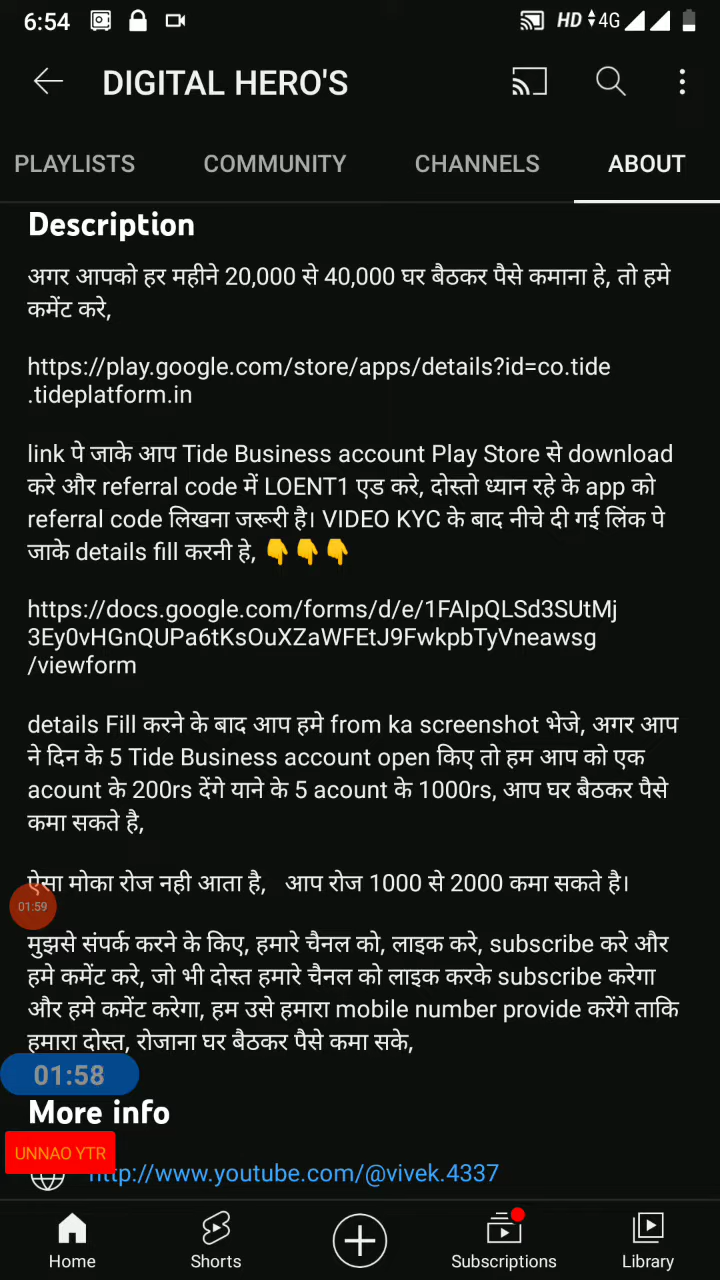 6:54 HD 4G
DIGITAL HERO'S
PLAYLISTS COMMUNITY CHANNELS ABOUT
Description
अगर आपको हर महीने 20,000 से 40,000 घर बैठकर पैसे कमाना हे, तो हमे
कमेंट करे,
https://play.google.com/store/apps/details?id=co.tide
.tideplatform.in
link पे जाके आप Tide Business account Play Store से download
करे और referral code में LOENT1 एड करे, दोस्तो ध्यान रहे के app को
referral code लिखना जरूरी है। VIDEO KYC के बाद नीचे दी गई लिंक पे
जाके details fill करनी हे, 👇👇👇
https://docs.google.com/forms/d/e/1FAIpQLSd3SUtMj
3Ey0vHGnQUPa6tKsOuXZaWFEtJ9FwkpbTyVneawsg
/viewform
details Fill करने के बाद आप हमे from ka screenshot भेजे, अगर आप
ने दिन के 5 Tide Business account open किए तो हम आप को एक
acount के 200rs देंगे याने के 5 acount के 1000rs, आप घर बैठकर पैसे
कमा सकते है,
ऐसा मोका रोज नही आता है, आप रोज 1000 से 2000 कमा सकते है।
01:59
मुझसे संपर्क करने के किए, हमारे चैनल को, लाइक करे, subscribe करे और
हमे कमेंट करे, जो भी दोस्त हमारे चैनल को लाइक करके subscribe करेगा
और हमे कमेंट करेगा, हम उसे हमारा mobile number provide करेंगे ताकि
हमारा दोस्त, रोजाना घर बैठकर पैसे कमा सके,
01:58
More info
UNNAO YTR
http://www.youtube.com/@vivek.4337
Home Shorts Subscriptions Library